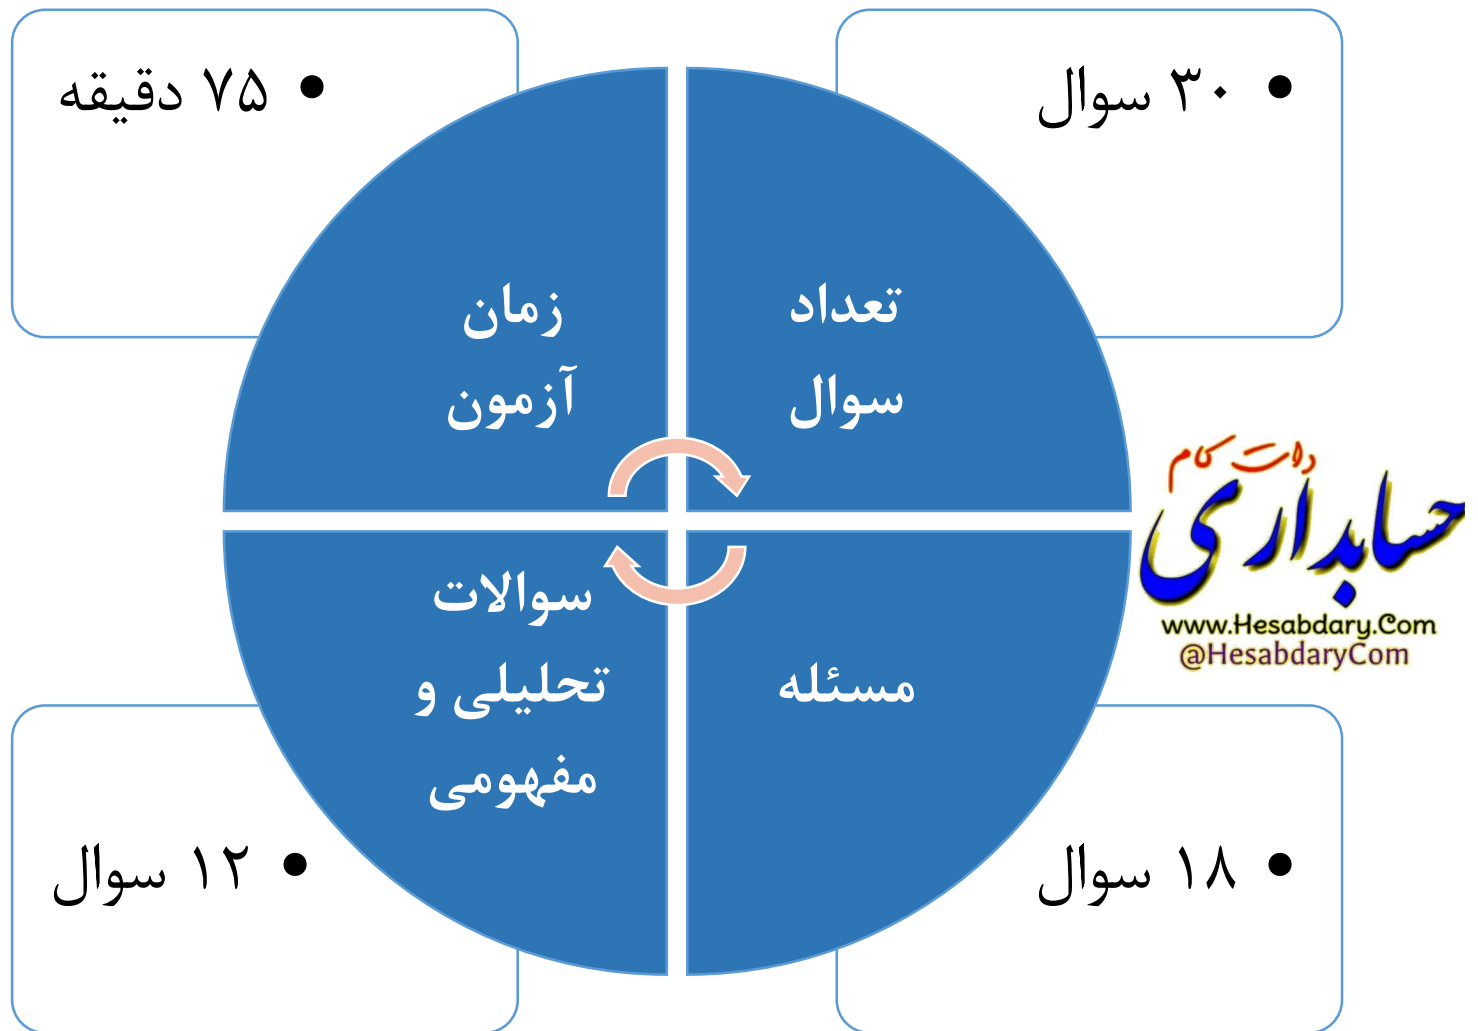 • ۳۰ سوال
• ۷۵ دقیقه
تعداد
سوال
زمان
آزمون
دات کام
حسابداری
www.Hesabdary.Com
@HesabdaryCom
مسئله
سوالات
تحلیلی و
مفهومی
• ۱۸ سوال
• ۱۲ سوال